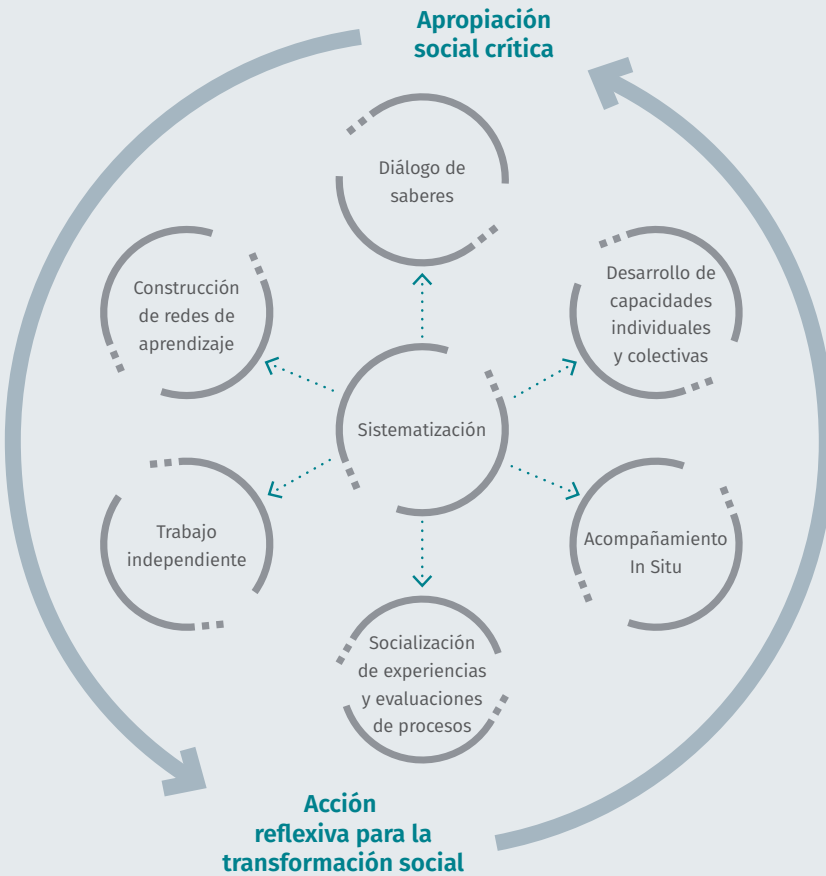 Apropiación
social crítica
Diálogo de
saberes
Construcción
de redes de
aprendizaje
Desarrollo de
capacidades
individuales
y colectivas
Sistematización
Trabajo
independiente
Acompañamiento
In Situ
Socialización
de experiencias
y evaluaciones
de procesos
Acción
reflexiva para la
transformación social